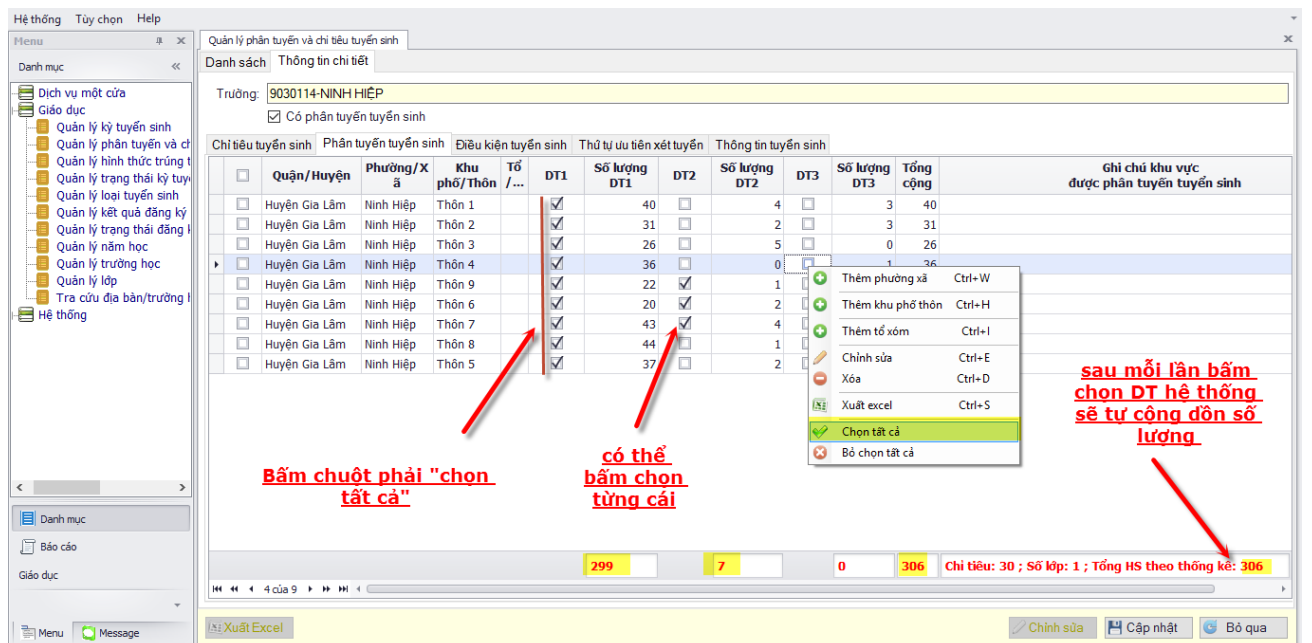 Hệ thống Tùy chọn Help
Menu
Danh mục
Dịch vụ một cửa
Giáo dục
Quản lý kỳ tuyển sinh
Quản lý phân tuyến và ch
Quản lý hình thức trúng t
Quản lý trạng thái kỳ tuy
Quản lý loại tuyển sinh
Quản lý kết quả đăng ký
Quản lý trạng thái đăng k
Quản lý năm học
Quản lý trường học
Quản lý lớp
Tra cứu địa bàn/trường h
Hệ thống
Danh mục
Báo cáo
Giáo dục
Menu Message
Quản lý phân tuyến và chỉ tiêu tuyển sinh
Danh sách Thông tin chi tiết
Trường: 9030114-NINH HIỆP
Có phân tuyến tuyển sinh
Chỉ tiêu tuyển sinh Phân tuyến tuyển sinh Điều kiện tuyển sinh Thứ tự ưu tiên xét tuyển Thông tin tuyển sinh
Quận/Huyện Phường/Xã Khu phố/Thôn Tổ/... DT1 Số lượng DT1 DT2 Số lượng DT2 DT3 Số lượng DT3 Tổng cộng Ghi chú khu vực được phân tuyến tuyển sinh
Huyện Gia Lâm Ninh Hiệp Thôn 1 40 4 3 40
Huyện Gia Lâm Ninh Hiệp Thôn 2 31 2 3 31
Huyện Gia Lâm Ninh Hiệp Thôn 3 26 5 0 26
Huyện Gia Lâm Ninh Hiệp Thôn 4 36 0 1 36
Huyện Gia Lâm Ninh Hiệp Thôn 9 22 1
Huyện Gia Lâm Ninh Hiệp Thôn 6 20 2
Huyện Gia Lâm Ninh Hiệp Thôn 7 43 4
Huyện Gia Lâm Ninh Hiệp Thôn 8 44 1
Huyện Gia Lâm Ninh Hiệp Thôn 5 37 2
Thêm phường xã Ctrl+W
Thêm khu phố thôn Ctrl+H
Thêm tổ xóm Ctrl+I
Chỉnh sửa Ctrl+E
Xóa Ctrl+D
Xuất excel Ctrl+S
Chọn tất cả
Bỏ chọn tất cả
Bấm chuột phải "chọn
tất cả"
có thể
bấm chọn
từng cái
sau mỗi lần bấm
chọn DT hệ thống
sẽ tự cộng dồn số
lượng
299 7 0 306 Chỉ tiêu: 30 ; Số lớp: 1 ; Tổng HS theo thống kê: 306
4 của 9
Xuất Excel Chỉnh sửa Cập nhật Bỏ qua